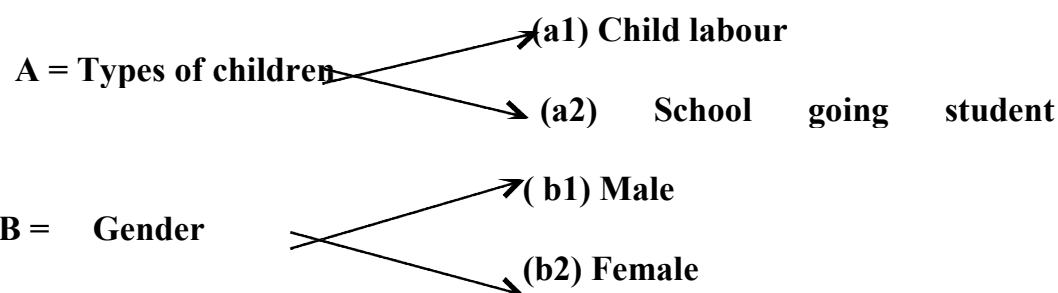 (a1) Child labour
A = Types of children
(a2) School going student
( b1) Male
B = Gender
(b2) Female